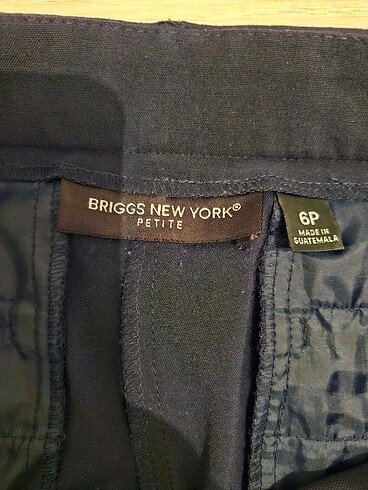 BRIGGS NEW YORK®
PETITE
6P
MADE IN
GUATEMALA